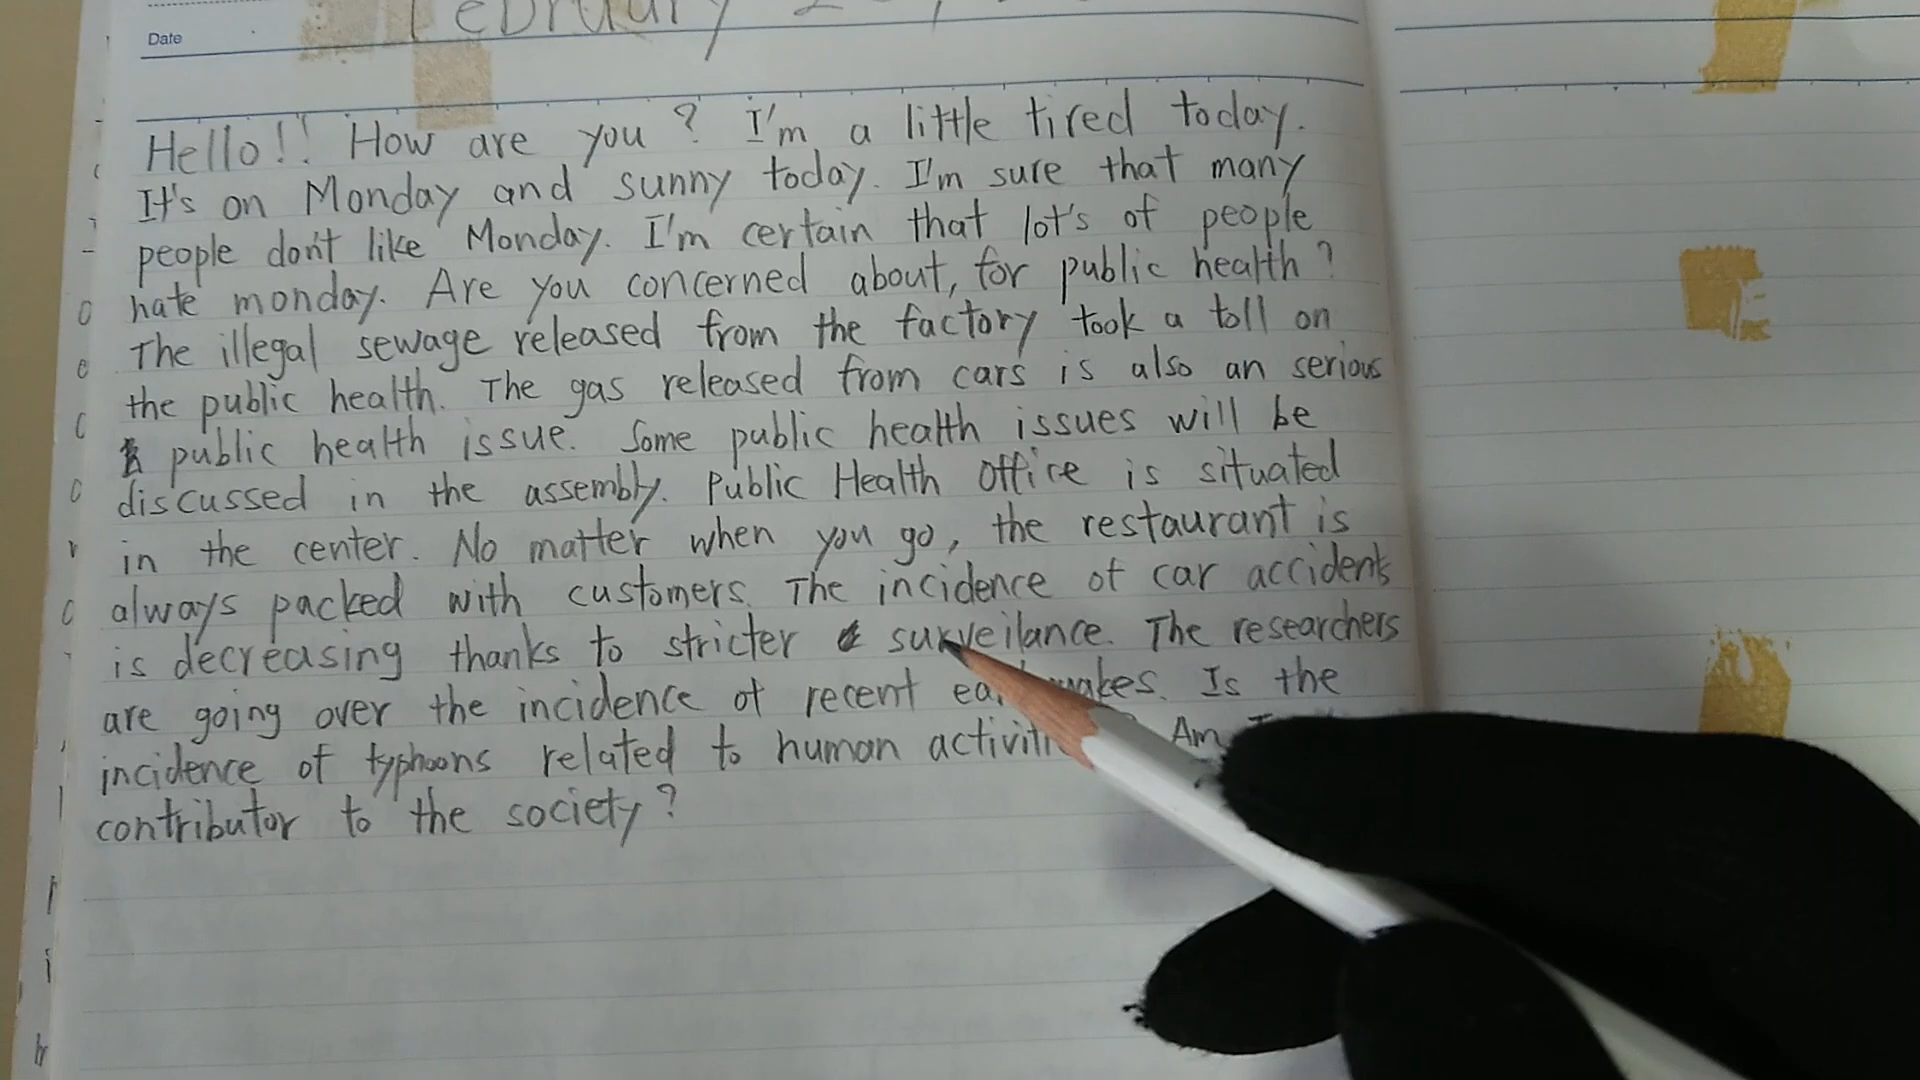 Date February
Hello!! How are you? I'm a little tired today.
It's on Monday and sunny today. I'm sure that many
people don't like Monday. I'm certain that lot's of people
hate monday. Are you concerned about, for public health?
The illegal sewage released from the factory took a toll on
the public health. The gas released from cars is also an serious
public health issue. Some public health issues will be
discussed in the assembly. Public Health Office is situated
in the center. No matter when you go, the restaurant is
always packed with customers. The incidence of car accidents
is decreasing thanks to stricter surveilance. The researchers
are going over the incidence of recent Is the
incidence of typhoons related to human Am
contributor to the society?